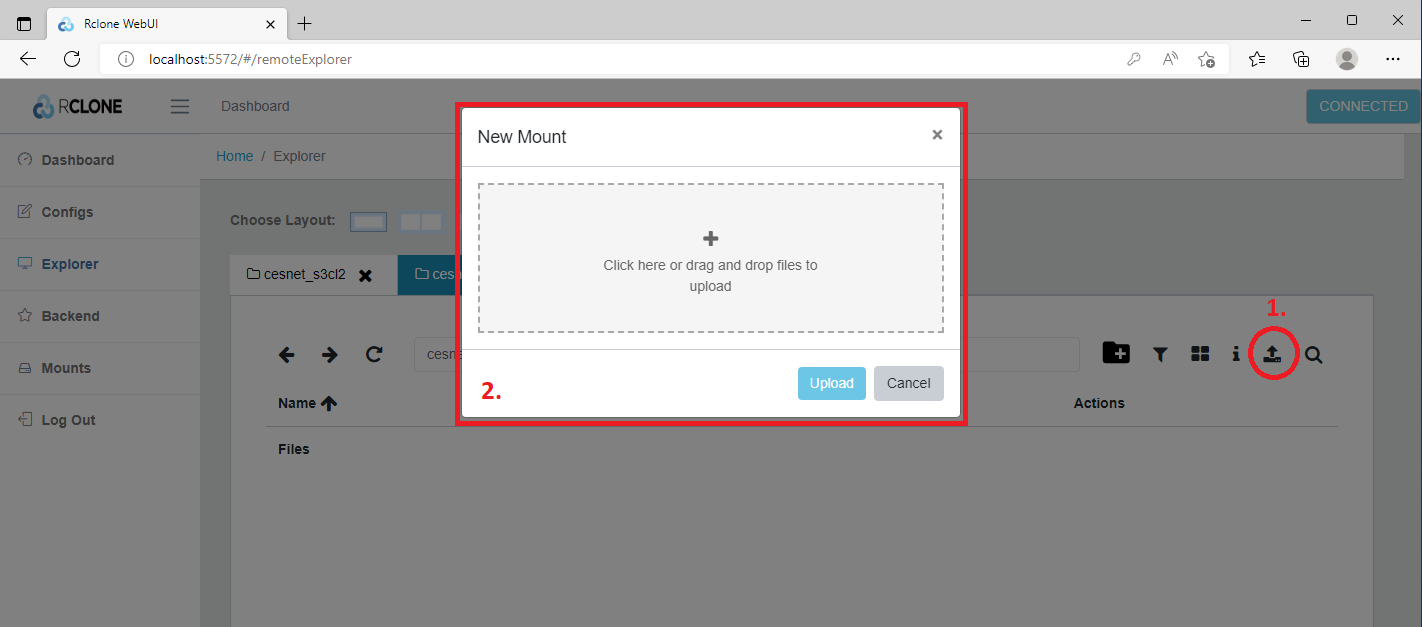 Rclone WebUI
localhost:5572/#/remoteExplorer
RCLONE
Dashboard
CONNECTED
Dashboard
Configs
Explorer
Backend
Mounts
Log Out
Home / Explorer
Choose Layout:
cesnet_s3cl2
New Mount
Click here or drag and drop files to
upload
2.
Upload
Cancel
1.
Name
Actions
Files